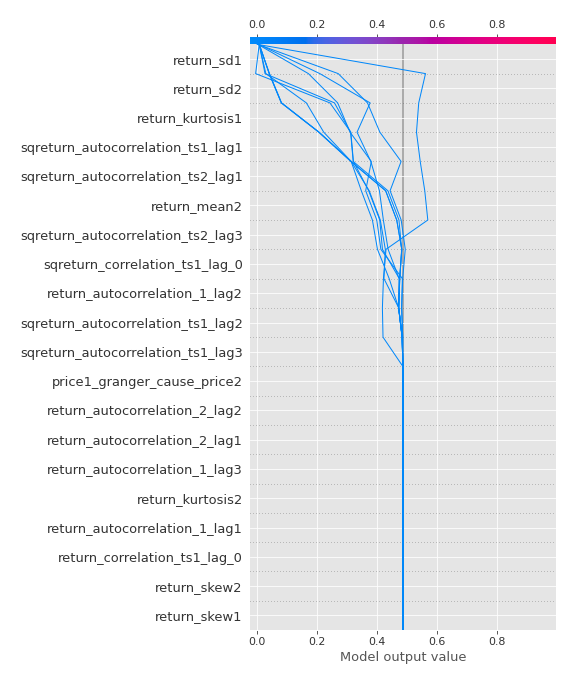 0.0 0.2 0.4 0.6 0.8
return_sd1
return_sd2
return_kurtosis1
sqreturn_autocorrelation_ts1_lag1
sqreturn_autocorrelation_ts2_lag1
return_mean2
sqreturn_autocorrelation_ts2_lag3
sqreturn_correlation_ts1_lag_0
return_autocorrelation_1_lag2
sqreturn_autocorrelation_ts1_lag2
sqreturn_autocorrelation_ts1_lag3
price1_granger_cause_price2
return_autocorrelation_2_lag2
return_autocorrelation_2_lag1
return_autocorrelation_1_lag3
return_kurtosis2
return_autocorrelation_1_lag1
return_correlation_ts1_lag_0
return_skew2
return_skew1
0.0 0.2 0.4 0.6 0.8
Model output value